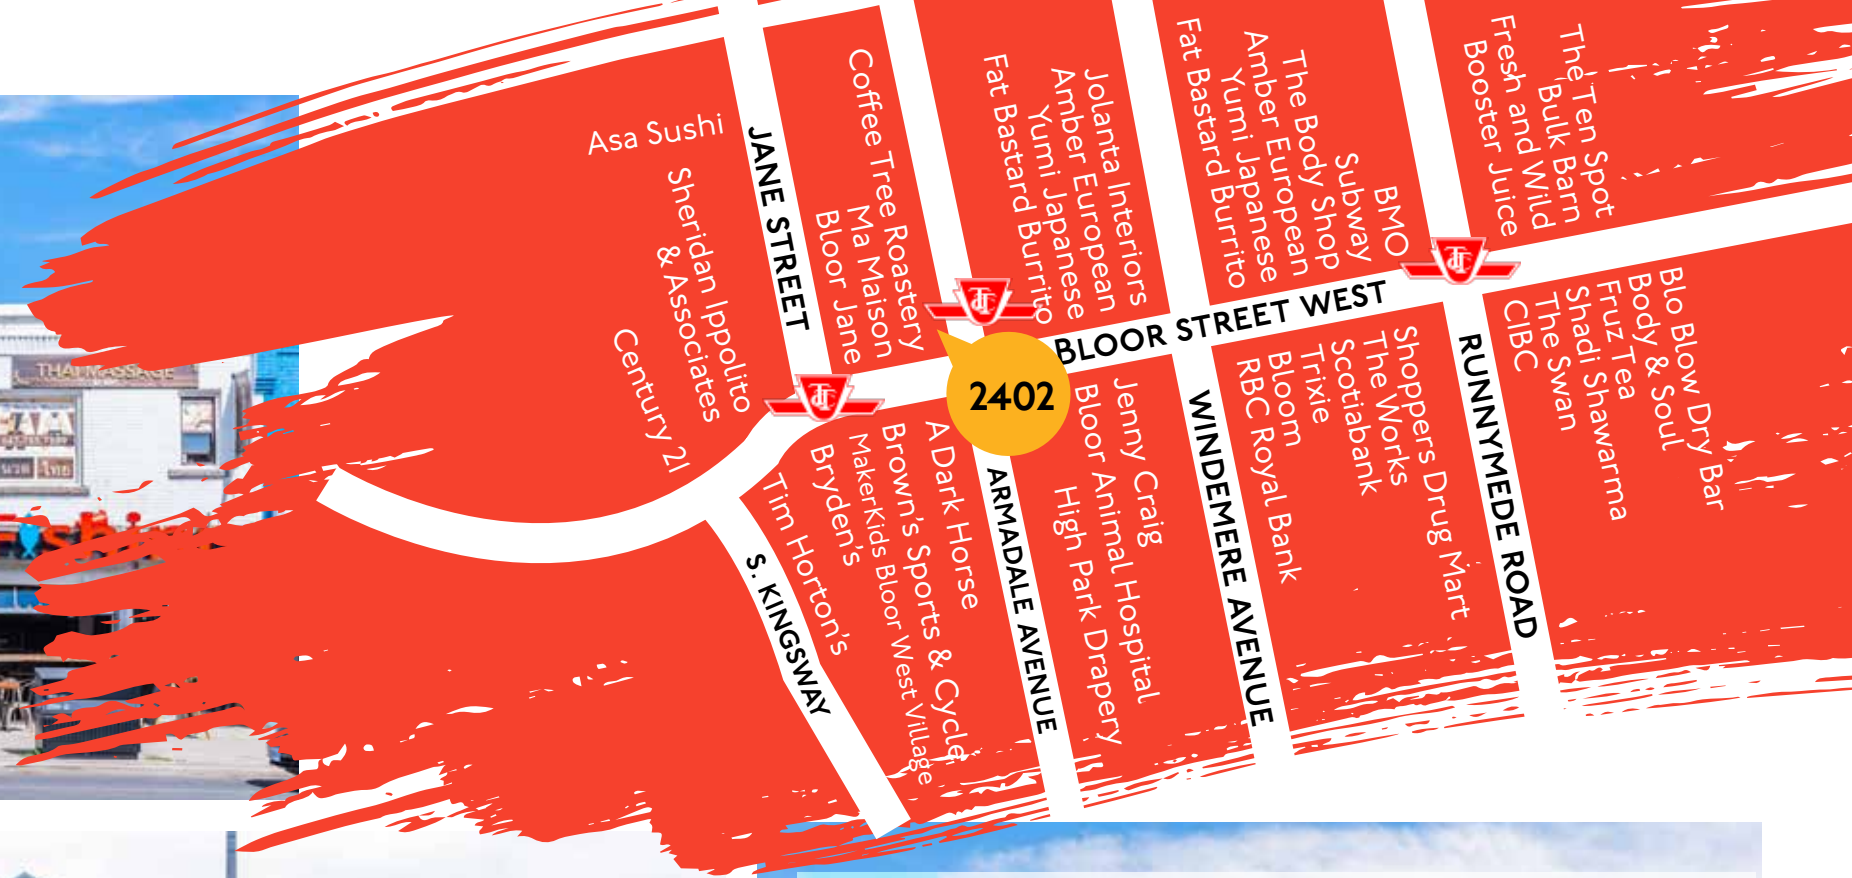 Asa Sushi
Sheridan Ippolito
& Associates
Century 21
JANE STREET
Coffee Tree Roastery
Ma Maison
Bloor Jane
Jolanta Interiors
Amber European
Yumi Japanese
Fat Bastard Burrito
BMO
Subway
The Body Shop
Amber European
Yumi Japanese
Fat Bastard Burrito
The Ten Spot
Bulk Barn
Fresh and Wild
Booster Juice
BLOOR STREET WEST
2402
Tim Horton's
Bryden's
MakerKids Bloor West Village
Brown's Sports & Cycle
A Dark Horse
S. KINGSWAY
ARMADALE AVENUE
Jenny Craig
Bloor Animal Hospital
High Park Drapery
WINDEMERE AVENUE
Shoppers Drug Mart
The Works
Scotiabank
Trixie
Bloom
RBC Royal Bank
RUNNYMEDE ROAD
Blo Blow Dry Bar
Body & Soul
Fruz Tea
Shadi Shawarma
The Swan
CIBC
THAI MASSAGE